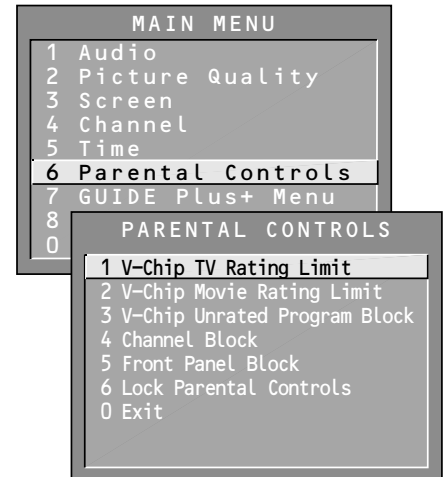 MAIN MENU
1 Audio
2 Picture Quality
3 Screen
4 Channel
5 Time
6 Parental Controls
7 GUIDE Plus+ Menu
8
0
PARENTAL CONTROLS
1 V-Chip TV Rating Limit
2 V-Chip Movie Rating Limit
3 V-Chip Unrated Program Block
4 Channel Block
5 Front Panel Block
6 Lock Parental Controls
0 Exit